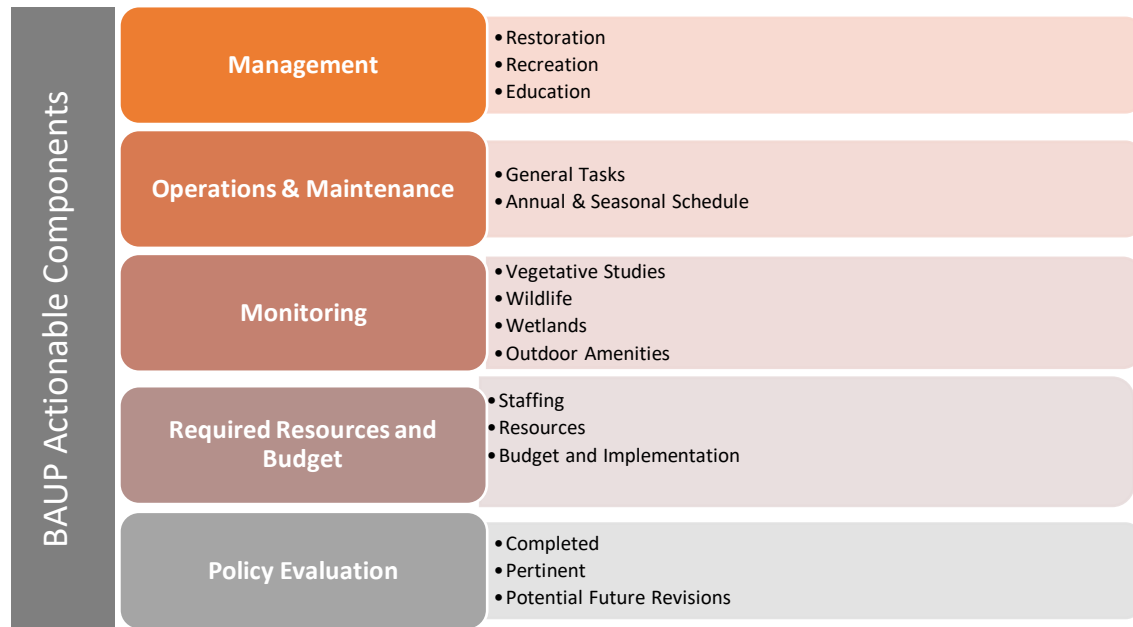 BAUP Actionable Components
Management
•Restoration
•Recreation
•Education
Operations & Maintenance
•General Tasks
•Annual & Seasonal Schedule
Monitoring
•Vegetative Studies
•Wildlife
•Wetlands
•Outdoor Amenities
Required Resources and
Budget
•Staffing
•Resources
•Budget and Implementation
Policy Evaluation
•Completed
•Pertinent
•Potential Future Revisions